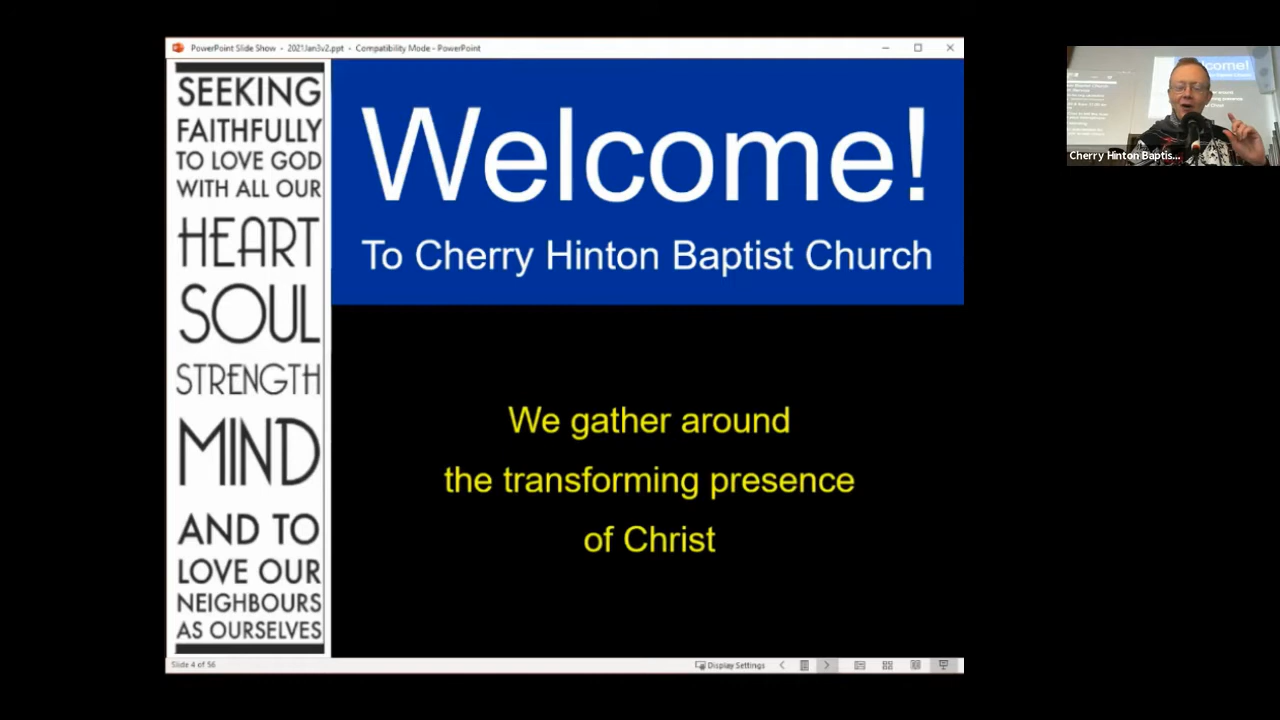 PowerPoint Slide Show - 2021Jan3v2.ppt - Compatibility Mode - PowerPoint
SEEKING
FAITHFULLY
TO LOVE GOD
WITH ALL OUR
HEART
SOUL
STRENGTH
MIND
AND TO
LOVE OUR
NEIGHBOURS
AS OURSELVES
Welcome!
To Cherry Hinton Baptist Church
We gather around
the transforming presence
of Christ
Slide 4 of 56
Display Settings
Cherry Hinton Baptis...